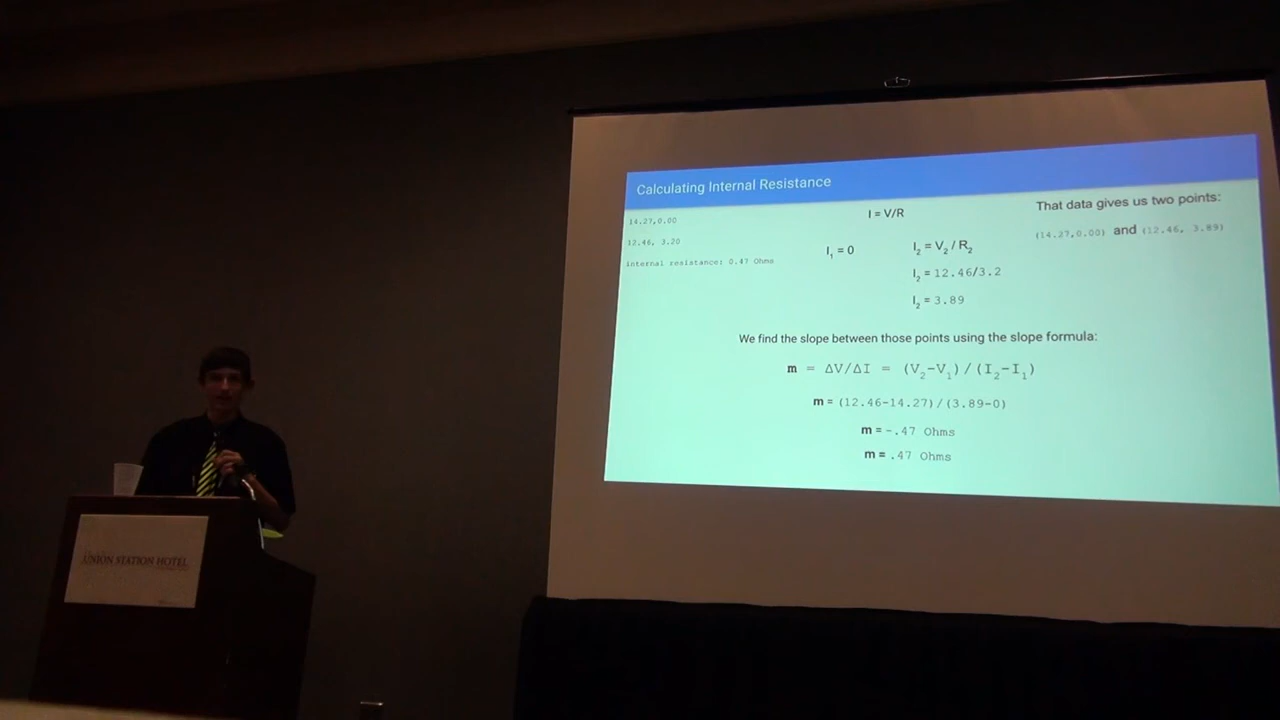 Calculating Internal Resistance
14.27,0.00
12.46, 3.20
internal resistance: 0.47 Ohms
I = V/R
I₁ = 0
I₂ = V₂ / R₂
I₂ = 12.46/3.2
I₂ = 3.89
That data gives us two points:
(14.27,0.00) and (12.46, 3.89)
We find the slope between those points using the slope formula:
m = ΔV/ΔI = (V₂-V₁)/(I₂-I₁)
m = (12.46-14.27)/(3.89-0)
m = -.47 Ohms
m = .47 Ohms
UNION STATION HOTEL